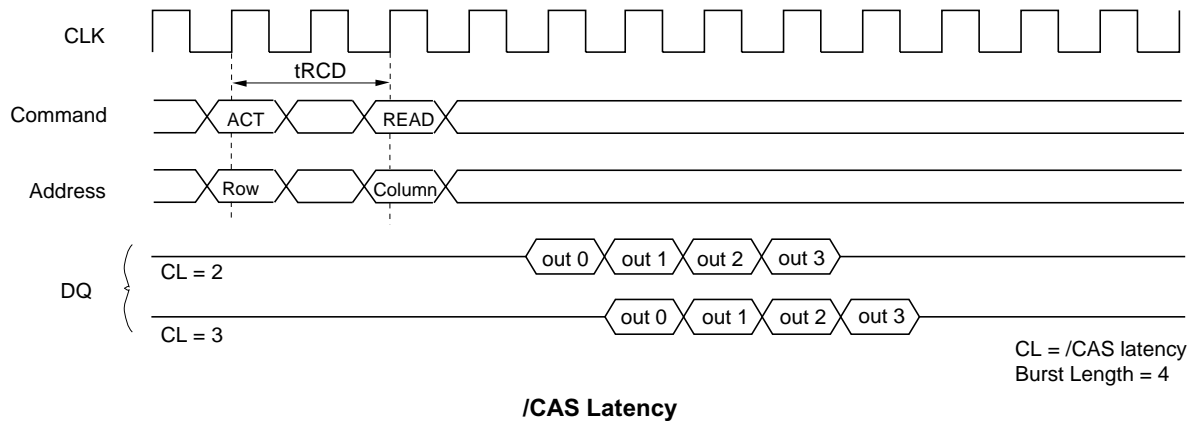 CLK
tRCD
Command
ACT
READ
Address
Row
Column
DQ
CL = 2
out 0
out 1
out 2
out 3
CL = 3
out 0
out 1
out 2
out 3
CL = /CAS latency
Burst Length = 4
/CAS Latency